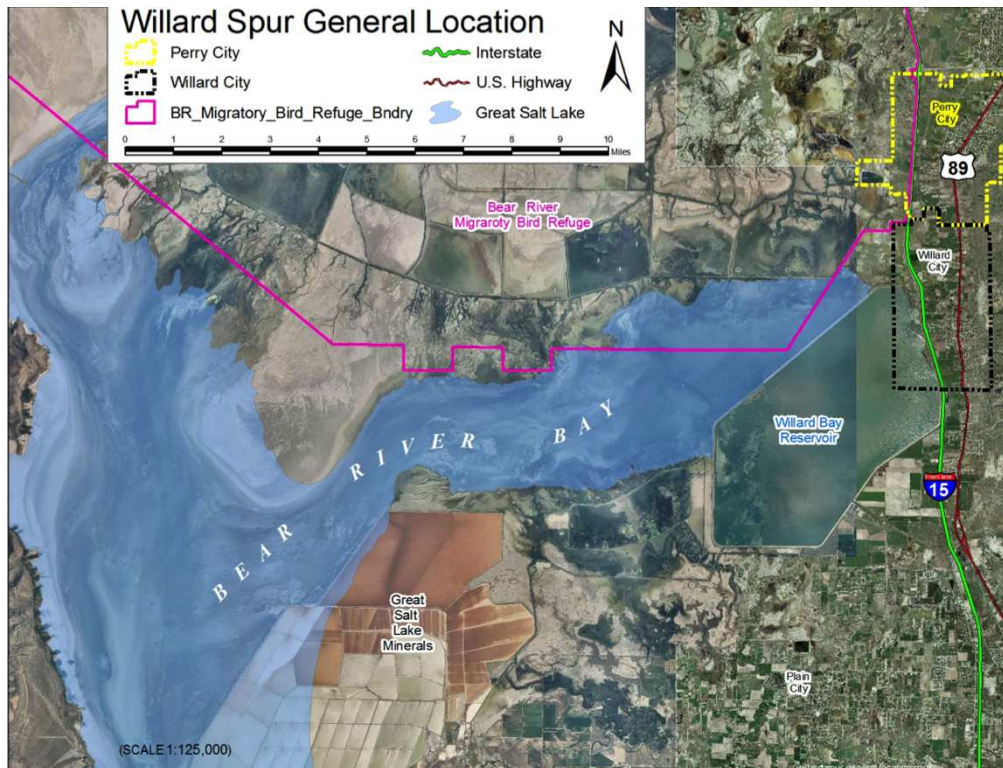 Willard Spur General Location
Perry City
Willard City
BR_Migratory_Bird_Refuge_Bndry
Interstate
U.S. Highway
Great Salt Lake
N
0 1 2 3 4 5 6 7 8 9 10
Miles
Perry
City
89
Bear River
Migraroty Bird Refuge
Willard
City
Willard Bay
Reservoir
BEAR RIVER BAY
15
Great
Salt
Lake
Minerals
Plain
City
(SCALE 1:125,000)